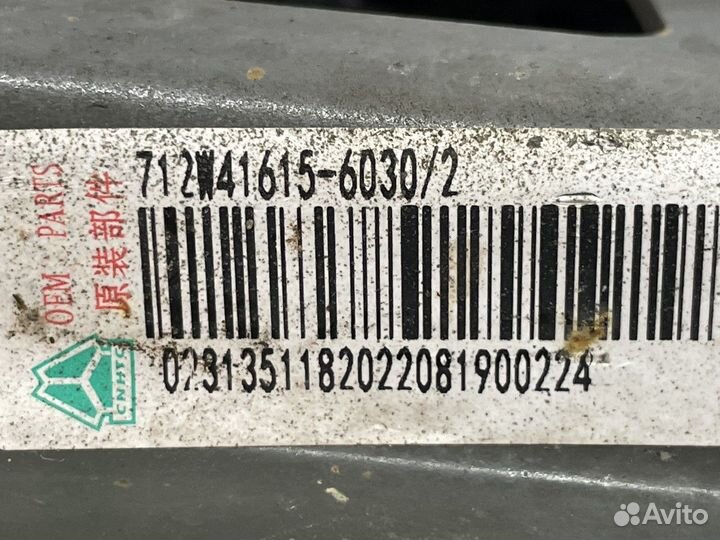 712W41615-6030/2
OEM PARTS
原装部件
CNHTC
0231351182022081900224
Avito